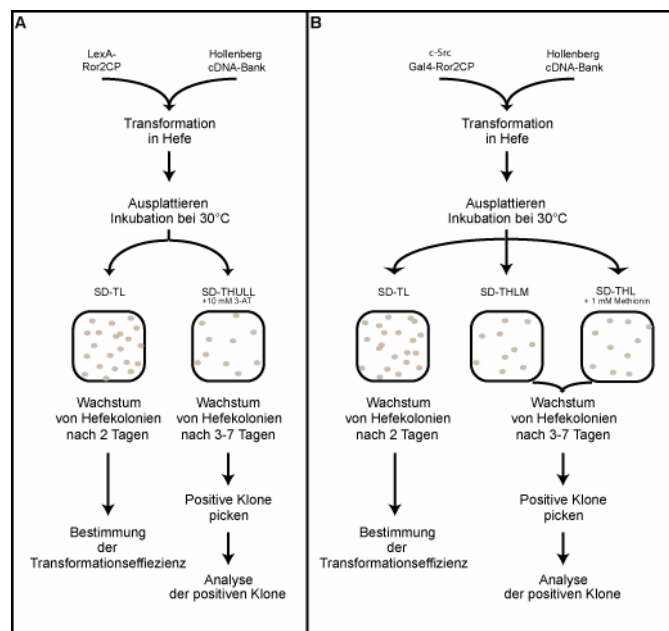 A
LexA-
Ror2CP
Hollenberg
cDNA-Bank
Transformation
in Hefe
Ausplattieren
Inkubation bei 30°C
SD-TL
SD-THULL
+10 mM 3-AT
Wachstum
von Hefekolonien
nach 2 Tagen
Wachstum
von Hefekolonien
nach 3-7 Tagen
Positive Klone
picken
Bestimmung
der
Transformationseffiezienz
Analyse
der positiven Klone
B
c-Src
Gal4-Ror2CP
Hollenberg
cDNA-Bank
Transformation
in Hefe
Ausplattieren
Inkubation bei 30°C
SD-TL
SD-THLM
SD-THL
+ 1 mM Methionin
Wachstum
von Hefekolonien
nach 2 Tagen
Wachstum
von Hefekolonien
nach 3-7 Tagen
Positive Klone
picken
Bestimmung
der
Transformationseffizienz
Analyse
der positiven Klone